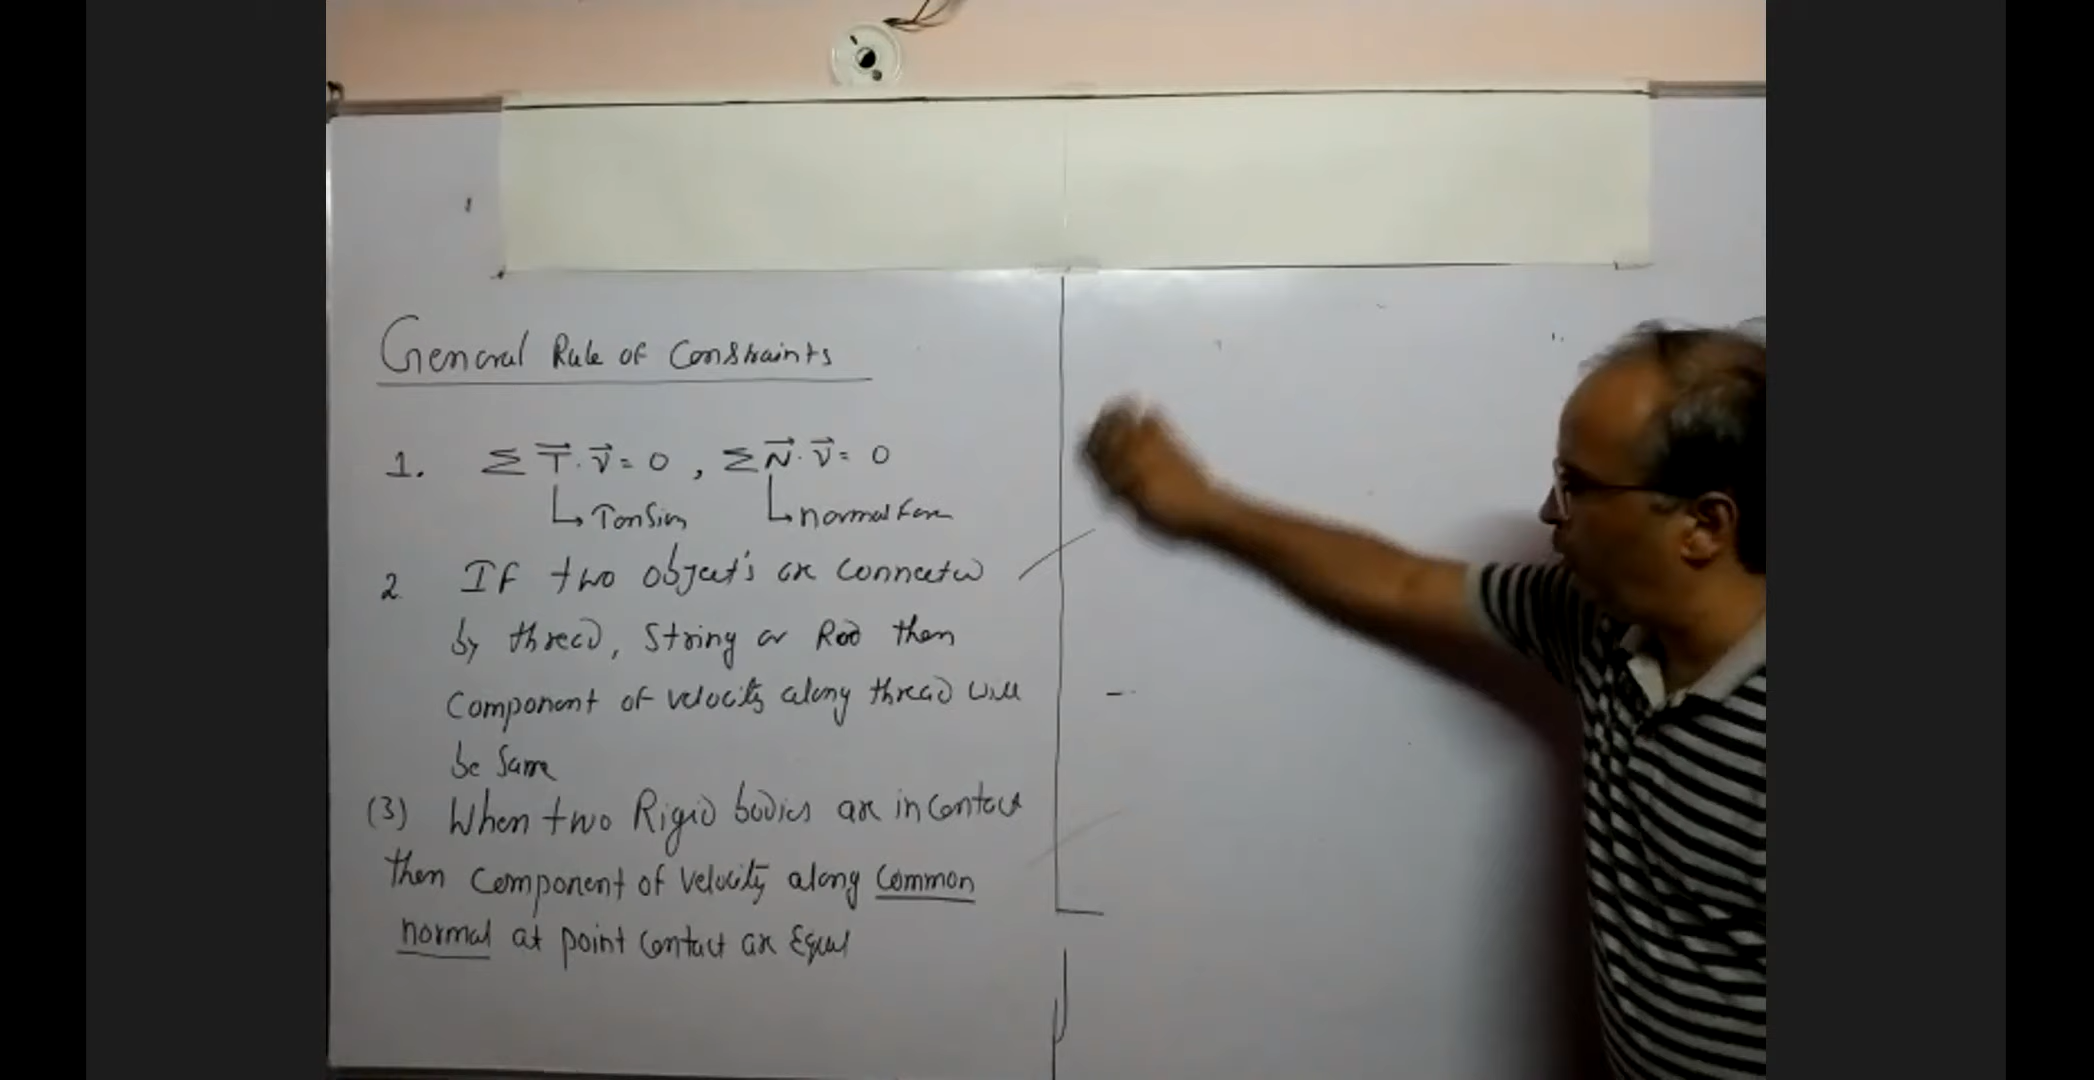 General Rule of Constraints
1. Σ T⃗ . v⃗ = 0 , Σ N⃗ . v⃗ = 0
↳ Tension ↳ normal force
2. If two object's are connected
by thread, String or Rod then
Component of velocity along thread will
be same
(3) When two Rigid bodies are in contact
then component of velocity along common
normal at point contact are Equal